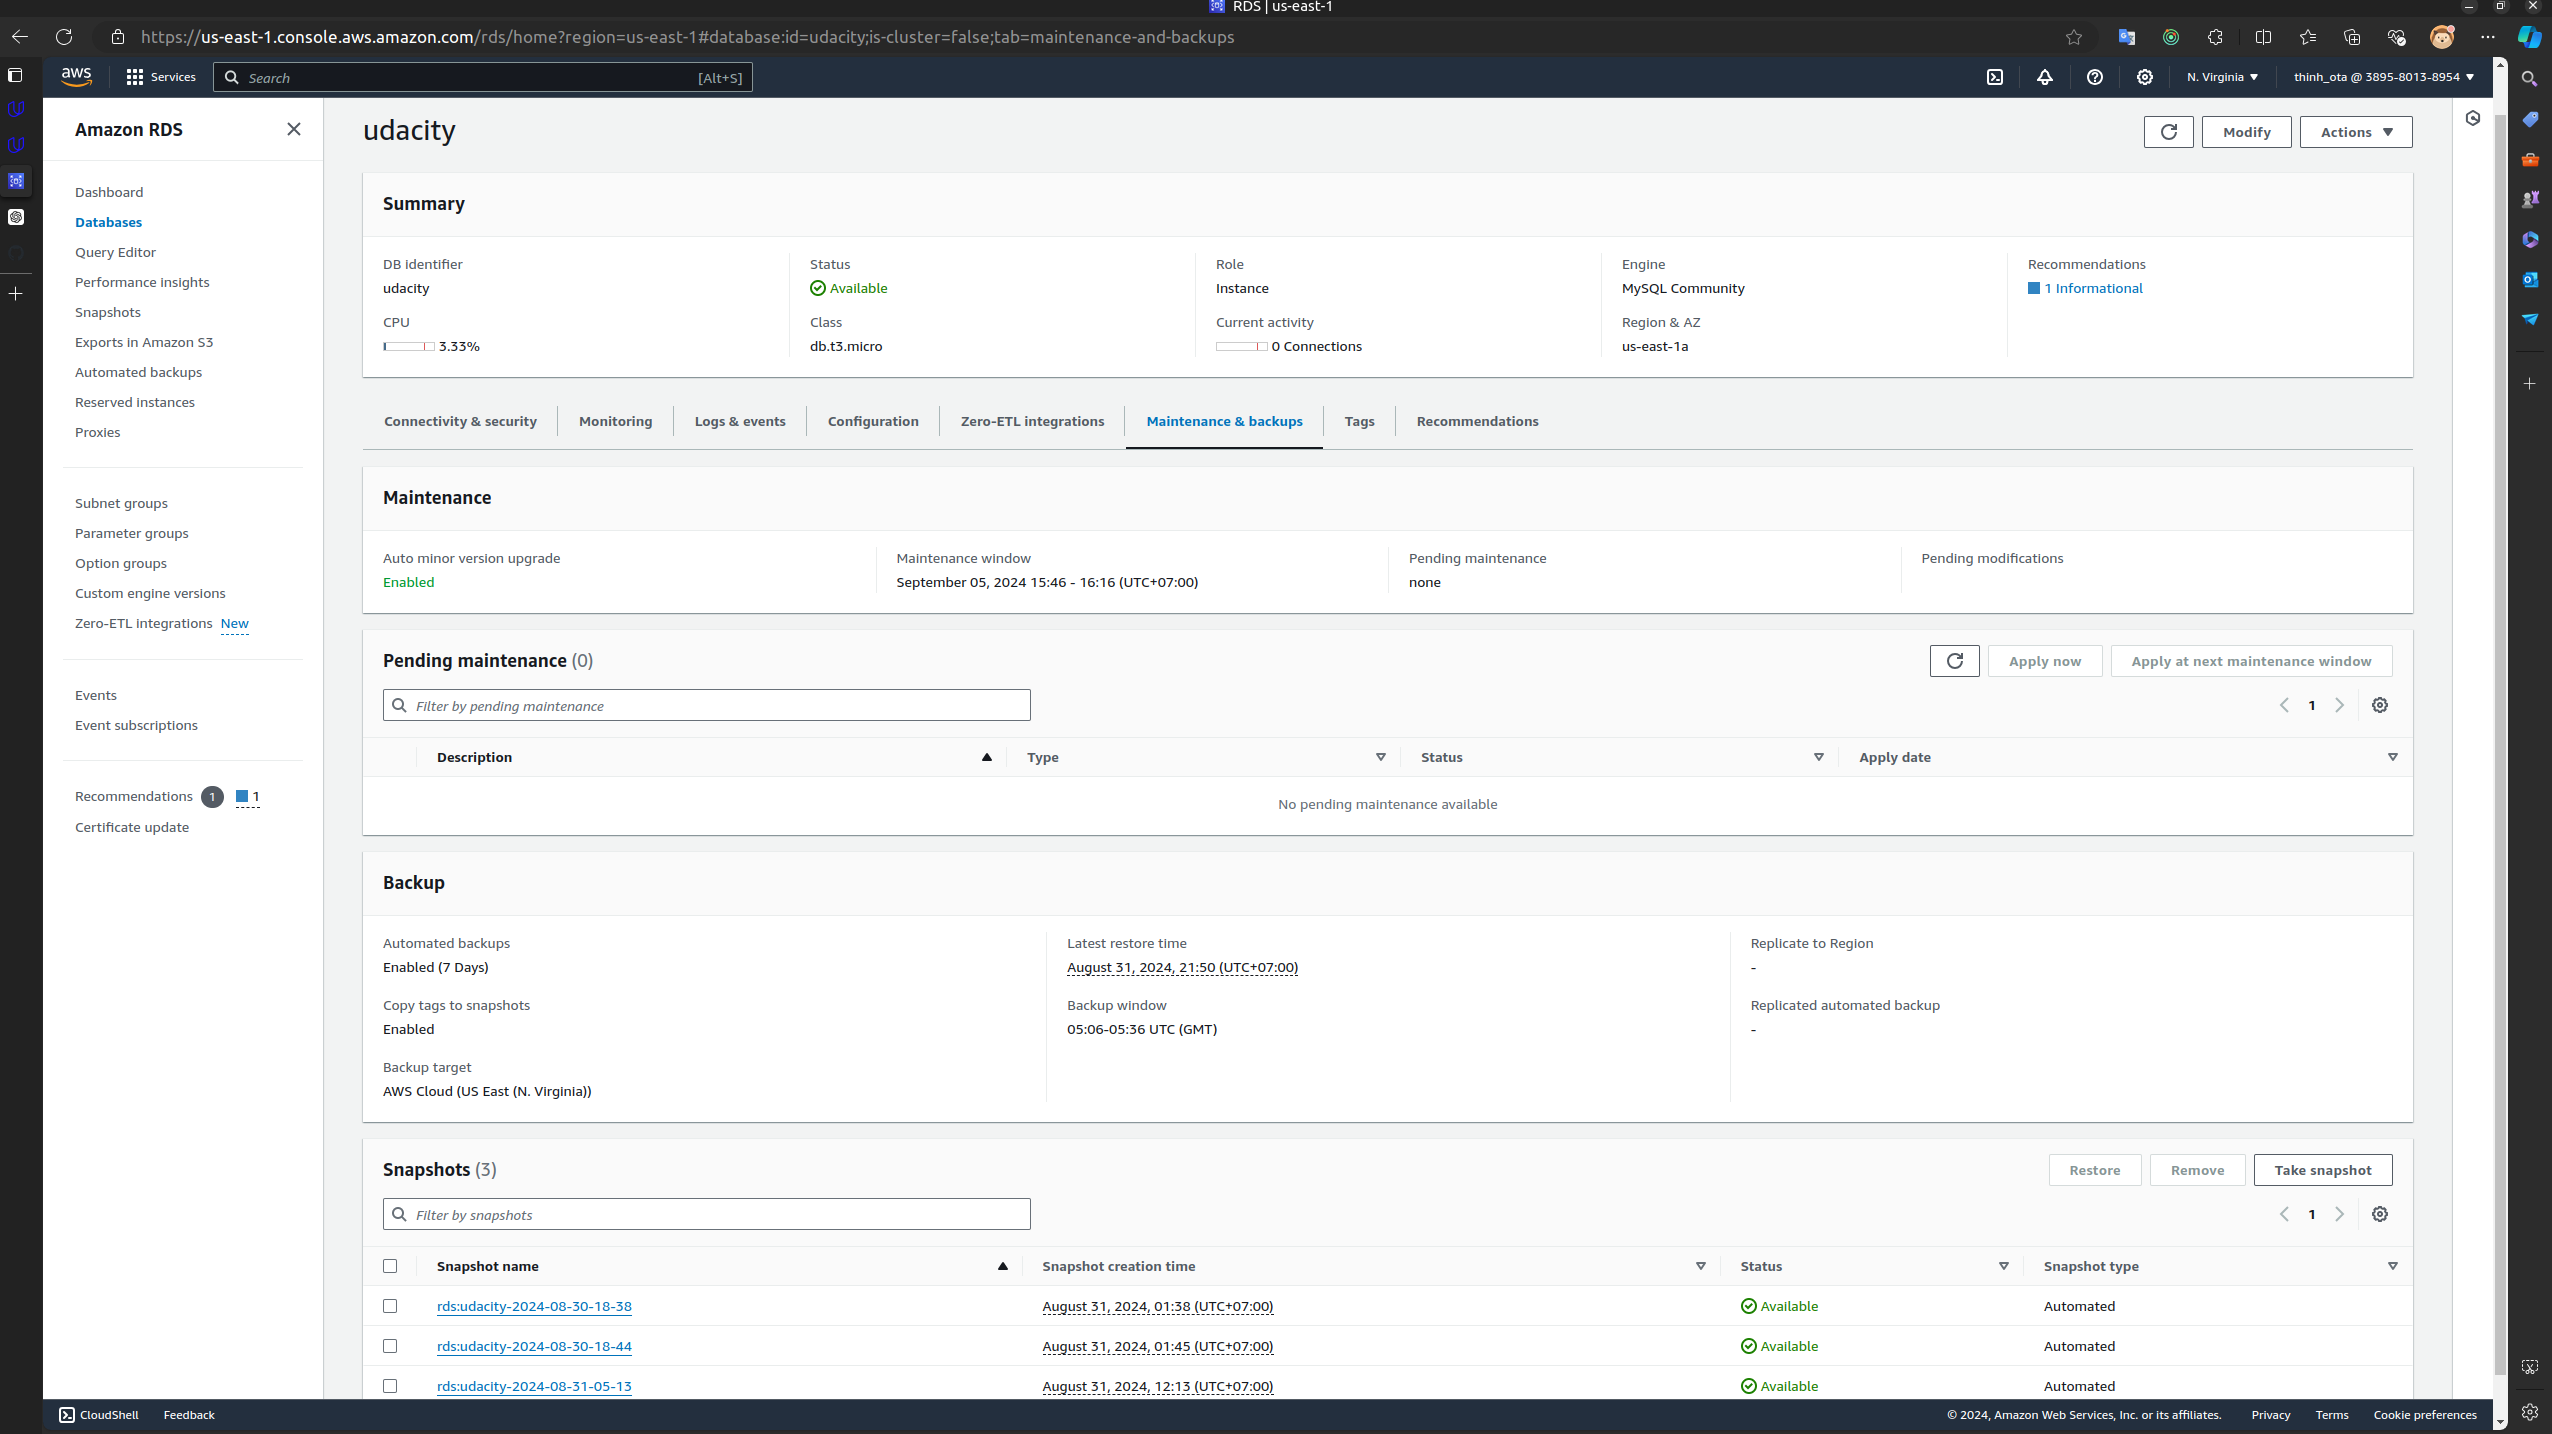 RDS | us-east-1
https://us-east-1.console.aws.amazon.com/rds/home?region=us-east-1#database:id=udacity;is-cluster=false;tab=maintenance-and-backups
aws Services Search [Alt+S] N. Virginia ▼ thinh_ota @ 3895-8013-8954 ▼
Amazon RDS
Dashboard
Databases
Query Editor
Performance insights
Snapshots
Exports in Amazon S3
Automated backups
Reserved instances
Proxies
Subnet groups
Parameter groups
Option groups
Custom engine versions
Zero-ETL integrations New
Events
Event subscriptions
Recommendations 1 1
Certificate update
udacity
Modify
Actions ▼
Summary
DB identifier
udacity
Status
Available
Role
Instance
Engine
MySQL Community
Recommendations
1 Informational
CPU
3.33%
Class
db.t3.micro
Current activity
0 Connections
Region & AZ
us-east-1a
Connectivity & security
Monitoring
Logs & events
Configuration
Zero-ETL integrations
Maintenance & backups
Tags
Recommendations
Maintenance
Auto minor version upgrade
Enabled
Maintenance window
September 05, 2024 15:46 - 16:16 (UTC+07:00)
Pending maintenance
none
Pending modifications
Pending maintenance (0)
Apply now
Apply at next maintenance window
Filter by pending maintenance
1
Description Type Status Apply date
No pending maintenance available
Backup
Automated backups
Enabled (7 Days)
Copy tags to snapshots
Enabled
Backup target
AWS Cloud (US East (N. Virginia))
Latest restore time
August 31, 2024, 21:50 (UTC+07:00)
Backup window
05:06-05:36 UTC (GMT)
Replicate to Region
-
Replicated automated backup
-
Snapshots (3)
Restore
Remove
Take snapshot
Filter by snapshots
1
Snapshot name Snapshot creation time Status Snapshot type
rds:udacity-2024-08-30-18-38 August 31, 2024, 01:38 (UTC+07:00) Available Automated
rds:udacity-2024-08-30-18-44 August 31, 2024, 01:45 (UTC+07:00) Available Automated
rds:udacity-2024-08-31-05-13 August 31, 2024, 12:13 (UTC+07:00) Available Automated
CloudShell Feedback © 2024, Amazon Web Services, Inc. or its affiliates. Privacy Terms Cookie preferences